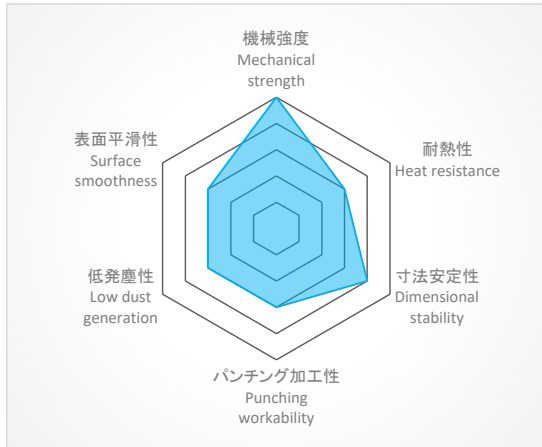 機械強度
Mechanical
strength
耐熱性
Heat resistance
寸法安定性
Dimensional
stability
パンチング加工性
Punching
workability
低発塵性
Low dust
generation
表面平滑性
Surface
smoothness